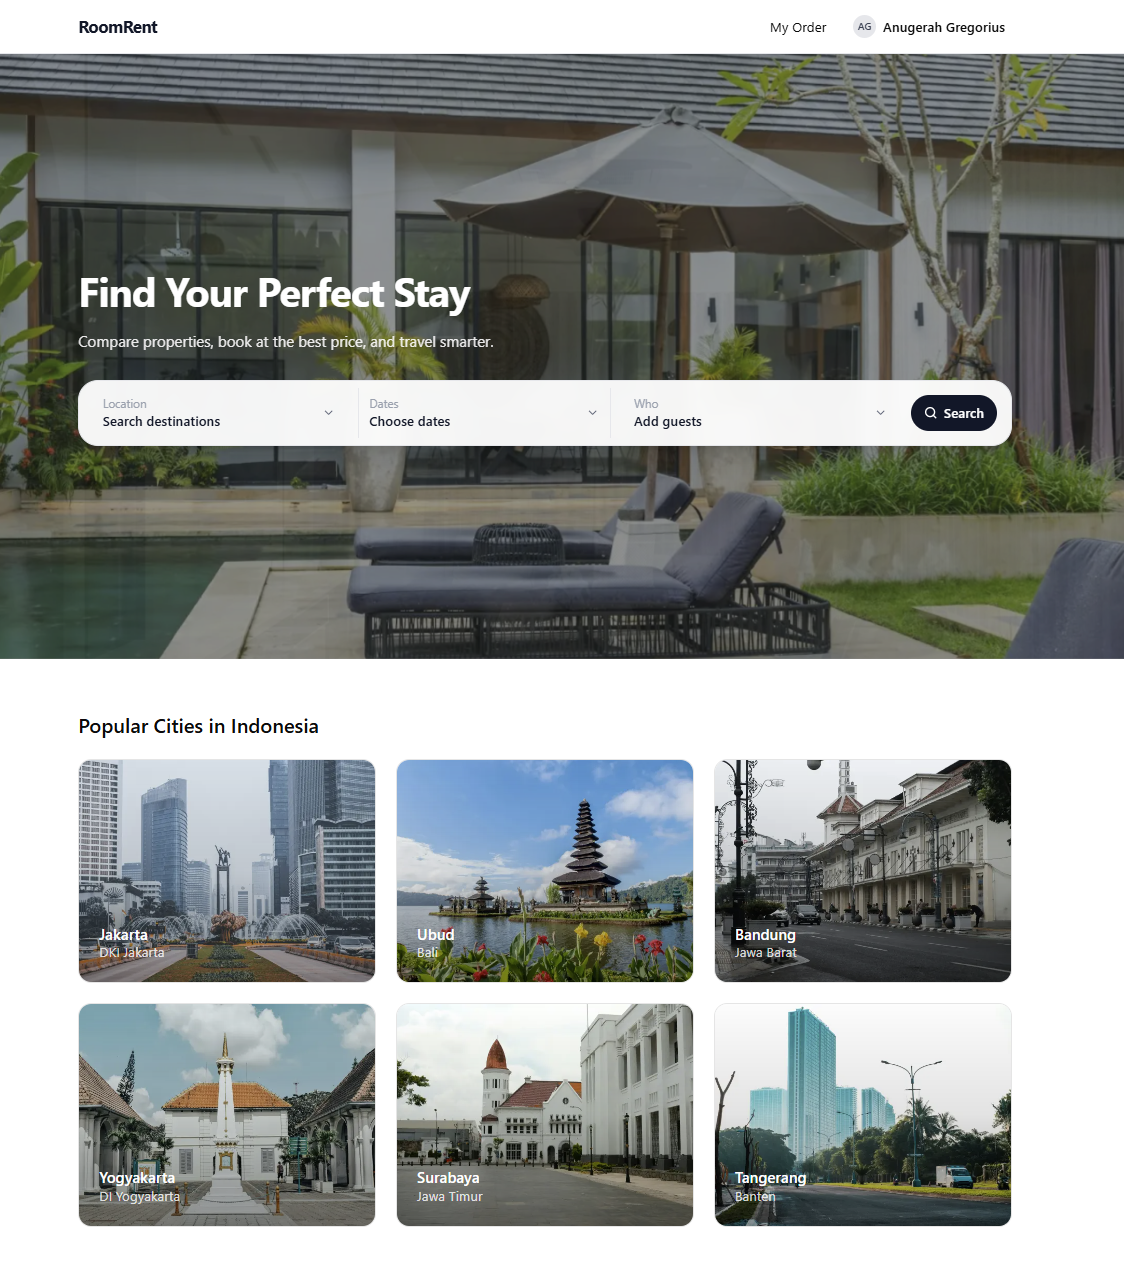 RoomRent
My Order
AG
Anugerah Gregorius
Find Your Perfect Stay
Compare properties, book at the best price, and travel smarter.
Location
Search destinations
Dates
Choose dates
Who
Add guests
Search
Popular Cities in Indonesia
Jakarta
DKI Jakarta
Ubud
Bali
Bandung
Jawa Barat
Yogyakarta
DI Yogyakarta
Surabaya
Jawa Timur
Tangerang
Banten